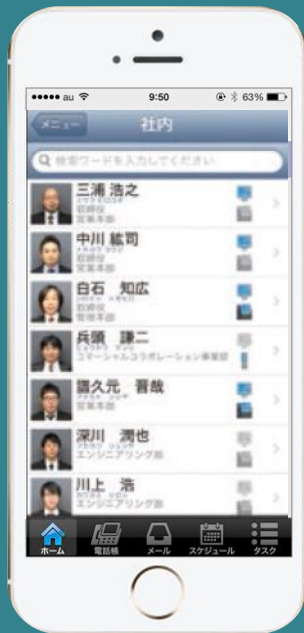 au 9:50 63%
メニュー 社内
検索ワードを入力してください
三浦 浩之
取締役
営業本部
中川 紘司
取締役
営業本部
白石 知広
取締役
管理本部
兵頭 謙二
コマーシャルコラボレーション事業部
晋哉
営業本部
深川 潤也
エンジニアリング部
川上 浩
エンジニアリング部
ホーム 電話帳 メール スケジュール タスク